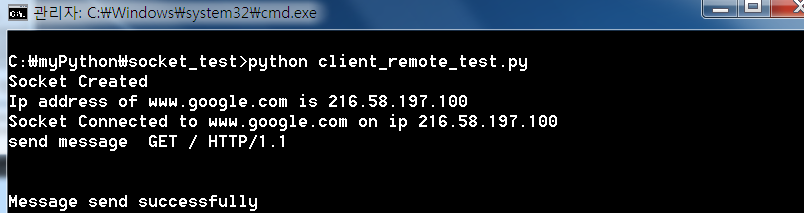 관리자: C:₩Windows₩system32₩cmd.exe
C:₩myPython₩socket_test>python client_remote_test.py
Socket Created
Ip address of www.google.com is 216.58.197.100
Socket Connected to www.google.com on ip 216.58.197.100
send message  GET / HTTP/1.1
Message send successfully